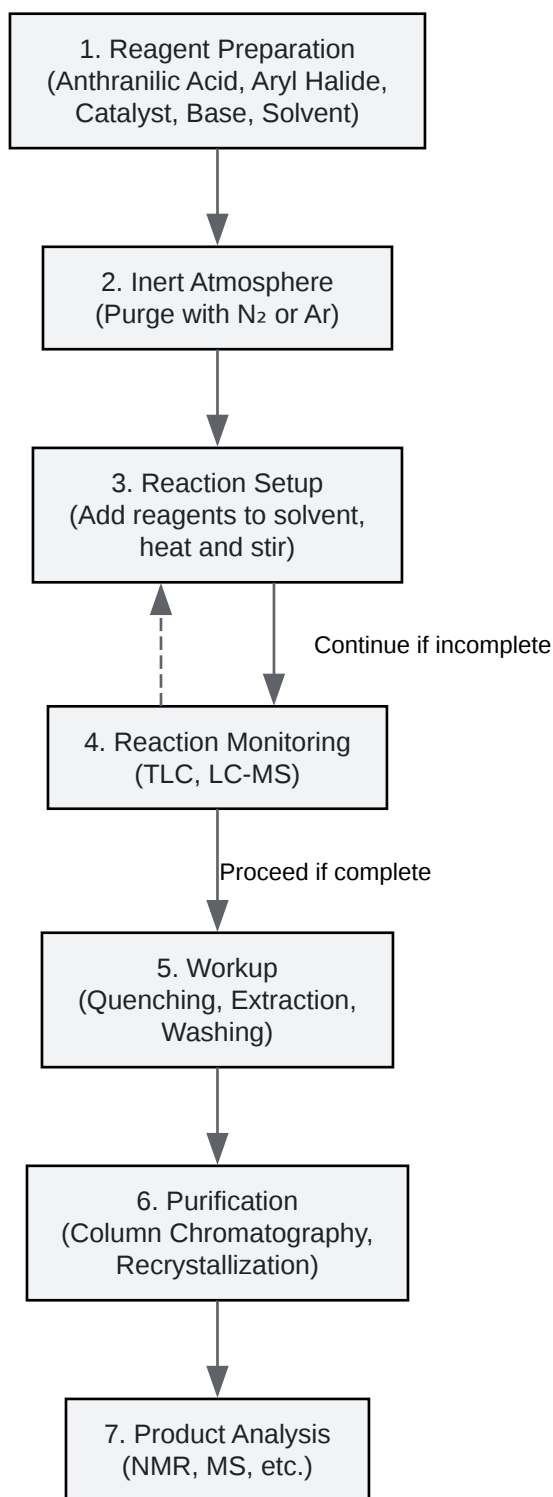 1. Reagent Preparation
(Anthranilic Acid, Aryl Halide,
Catalyst, Base, Solvent)
2. Inert Atmosphere
(Purge with N₂ or Ar)
3. Reaction Setup
(Add reagents to solvent,
heat and stir)
Continue if incomplete
4. Reaction Monitoring
(TLC, LC-MS)
Proceed if complete
5. Workup
(Quenching, Extraction,
Washing)
6. Purification
(Column Chromatography,
Recrystallization)
7. Product Analysis
(NMR, MS, etc.)